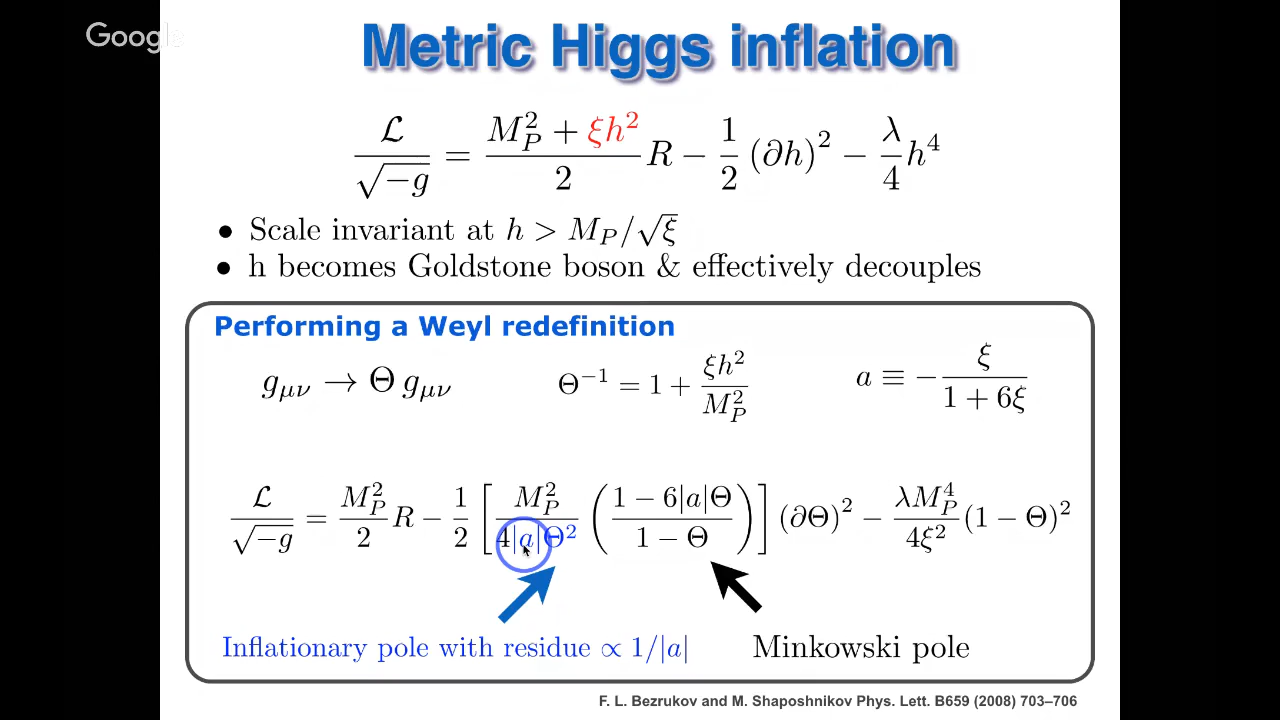 Google
Metric Higgs inflation
ℒ/√−g = (M_P² + ξh²)/2 R − 1/2 (∂h)² − λ/4 h⁴
• Scale invariant at h > M_P/√ξ
• h becomes Goldstone boson & effectively decouples
Performing a Weyl redefinition
g_μν → Θ g_μν    Θ⁻¹ = 1 + ξh²/M_P²    a ≡ − ξ/(1 + 6ξ)
ℒ/√−g = M_P²/2 R − 1/2 [ M_P²/(4|a|Θ²) ( (1 − 6|a|Θ)/(1 − Θ) ) ] (∂Θ)² − λM_P⁴/(4ξ²) (1 − Θ)²
Inflationary pole with residue ∝ 1/|a|    Minkowski pole
F. L. Bezrukov and M. Shaposhnikov Phys. Lett. B659 (2008) 703–706